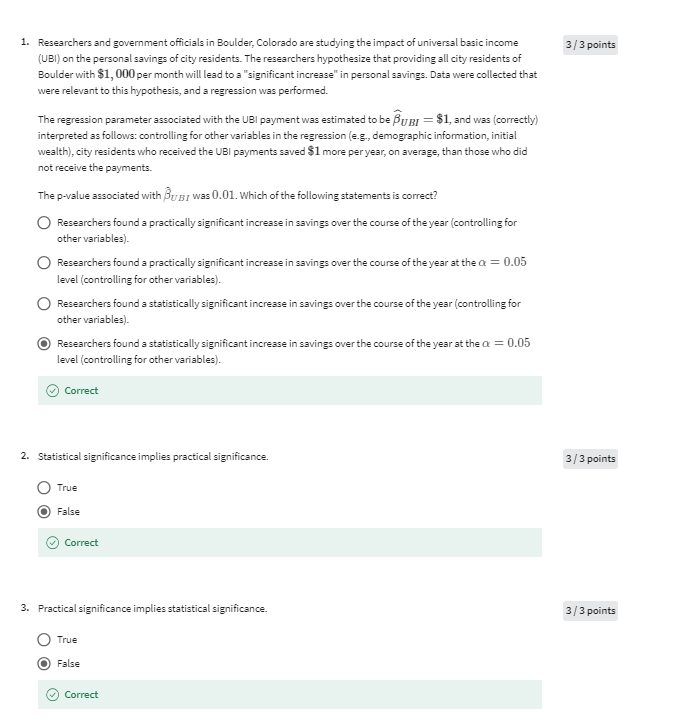 1. Researchers and government officials in Boulder, Colorado are studying the impact of universal basic income
3 / 3 points
(UBI) on the personal savings of city residents. The researchers hypothesize that providing all city residents of
Boulder with $1,000 per month will lead to a "significant increase" in personal savings. Data were collected that
were relevant to this hypothesis, and a regression was performed.
The regression parameter associated with the UBI payment was estimated to be β̂_UBI = $1, and was (correctly)
interpreted as follows: controlling for other variables in the regression (e.g., demographic information, initial
wealth), city residents who received the UBI payments saved $1 more per year, on average, than those who did
not receive the payments.
The p-value associated with β̂_UBI was 0.01. Which of the following statements is correct?
Researchers found a practically significant increase in savings over the course of the year (controlling for
other variables).
Researchers found a practically significant increase in savings over the course of the year at the α = 0.05
level (controlling for other variables).
Researchers found a statistically significant increase in savings over the course of the year (controlling for
other variables).
Researchers found a statistically significant increase in savings over the course of the year at the α = 0.05
level (controlling for other variables).
Correct
2. Statistical significance implies practical significance.
3 / 3 points
True
False
Correct
3. Practical significance implies statistical significance.
3 / 3 points
True
False
Correct